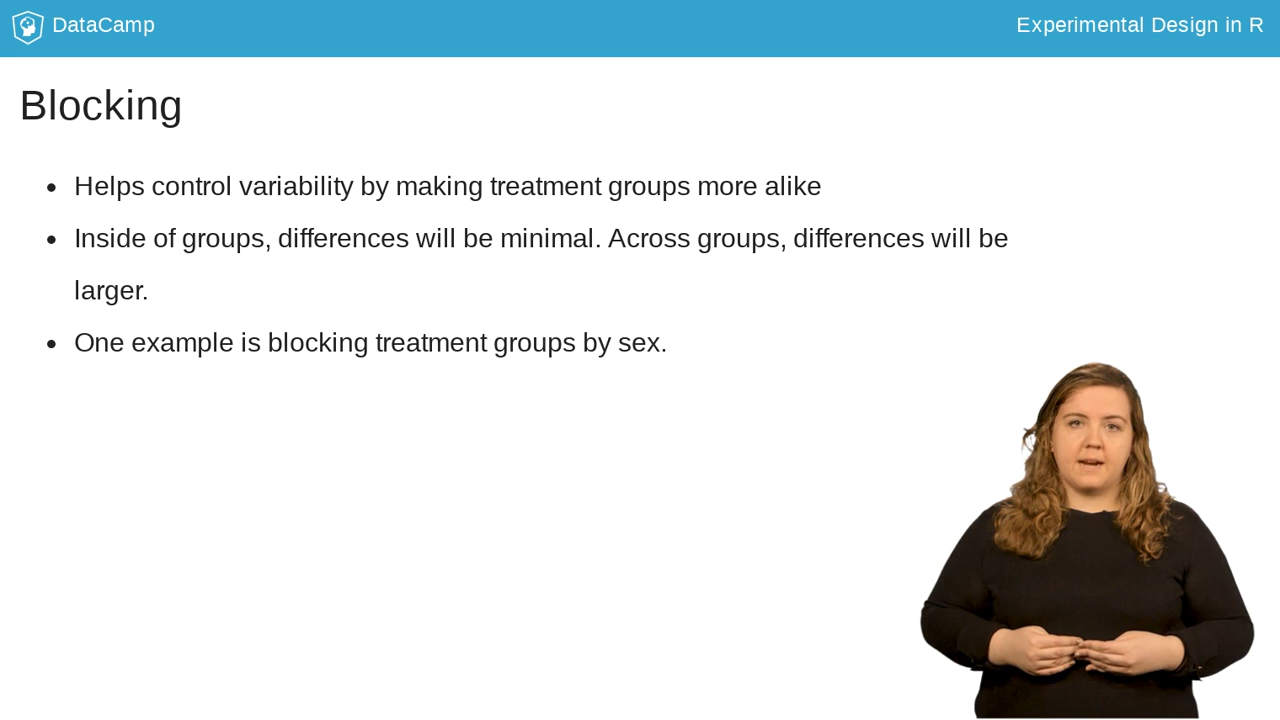 DataCamp
Experimental Design in R
Blocking
Helps control variability by making treatment groups more alike
Inside of groups, differences will be minimal. Across groups, differences will be
larger.
One example is blocking treatment groups by sex.